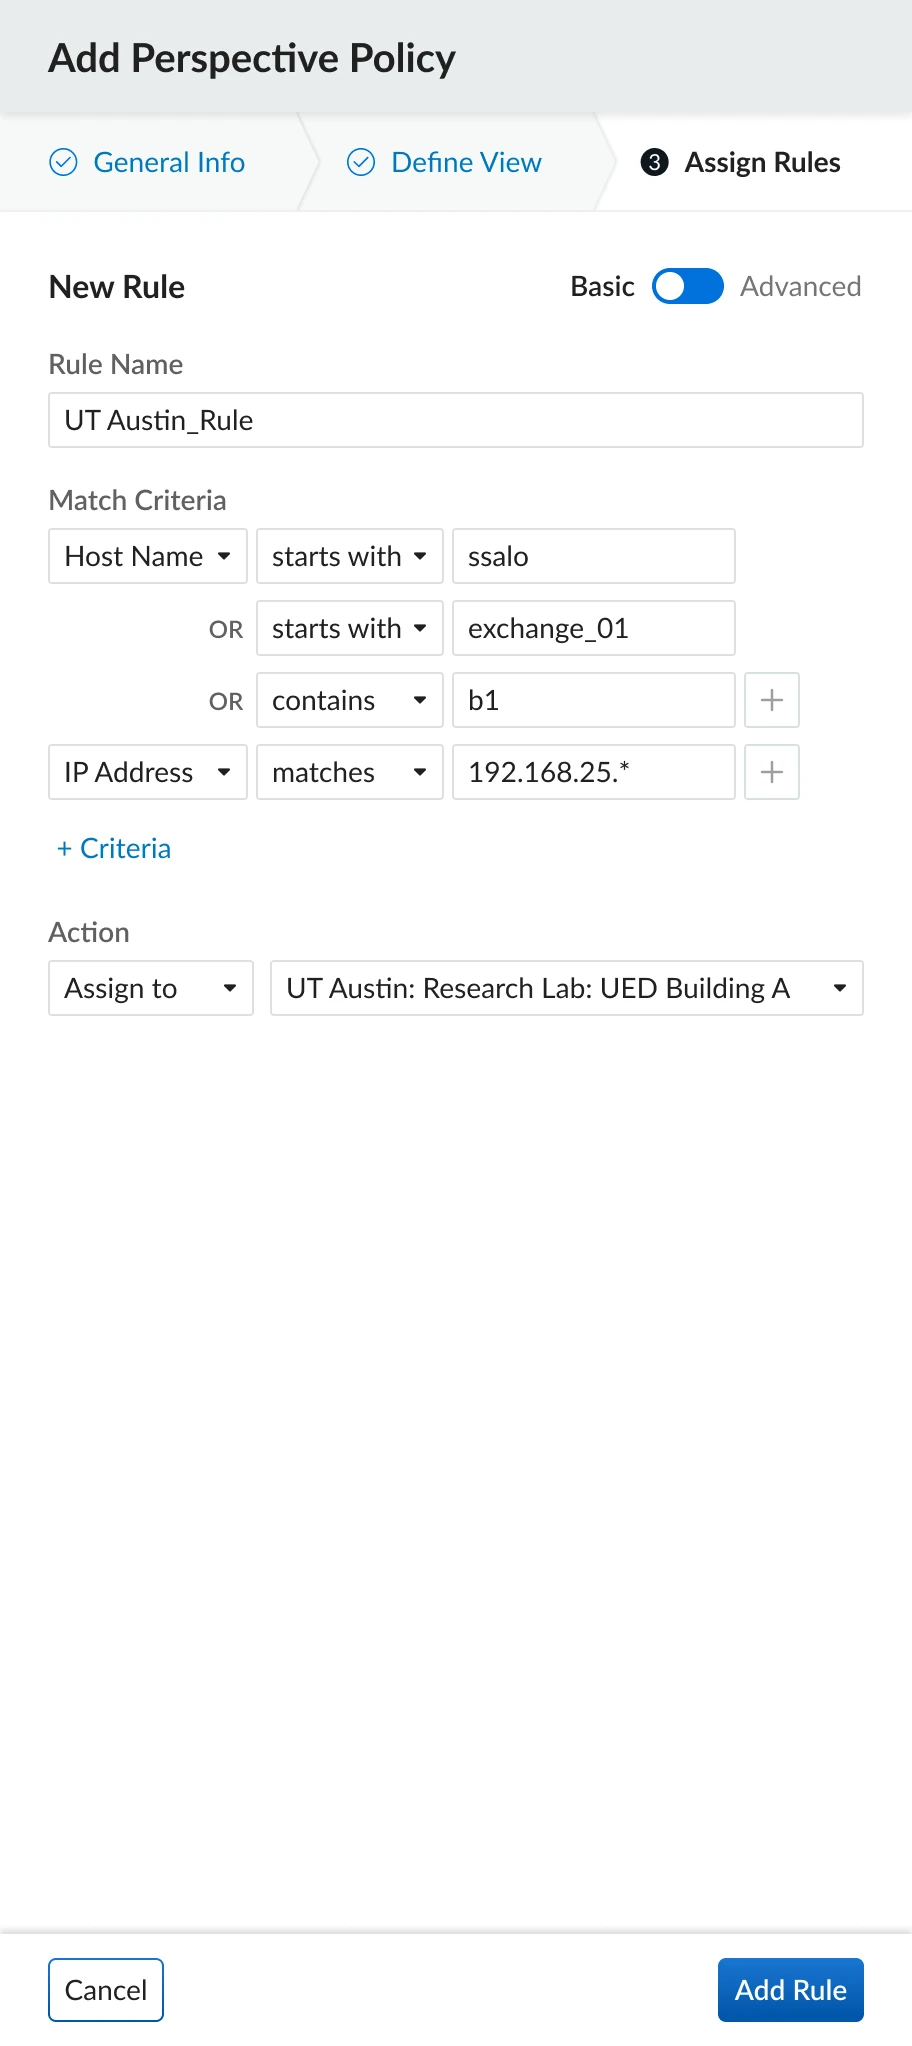 Add Perspective Policy
General Info Define View 3 Assign Rules
New Rule Basic Advanced
Rule Name
UT Austin_Rule
Match Criteria
Host Name starts with ssalo
OR starts with exchange_01
OR contains b1 +
IP Address matches 192.168.25.* +
+ Criteria
Action
Assign to UT Austin: Research Lab: UED Building A
Cancel Add Rule